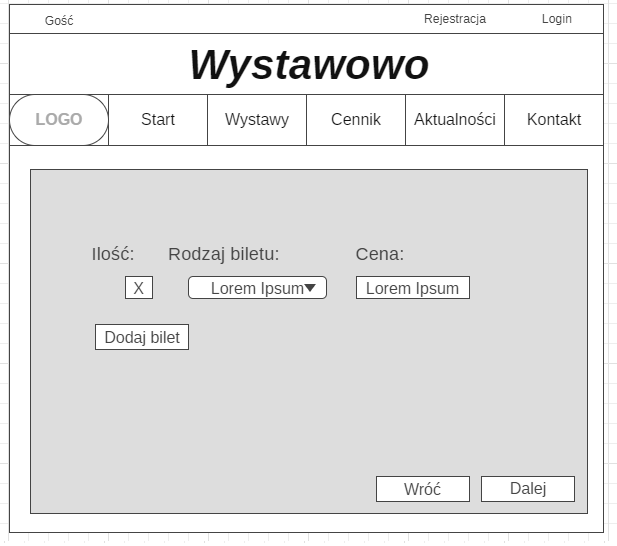 Gość Rejestracja Login
Wystawowo
LOGO Start Wystawy Cennik Aktualności Kontakt
Ilość: Rodzaj biletu: Cena:
X Lorem Ipsum Lorem Ipsum
Dodaj bilet
Wróć Dalej